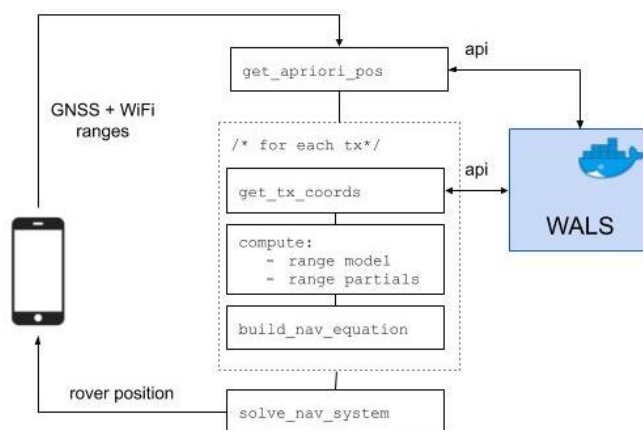 get_apriori_pos
api
GNSS + WiFi
ranges
/* for each tx*/
api
get_tx_coords
WALS
compute:
- range model
- range partials
build_nav_equation
rover position
solve_nav_system